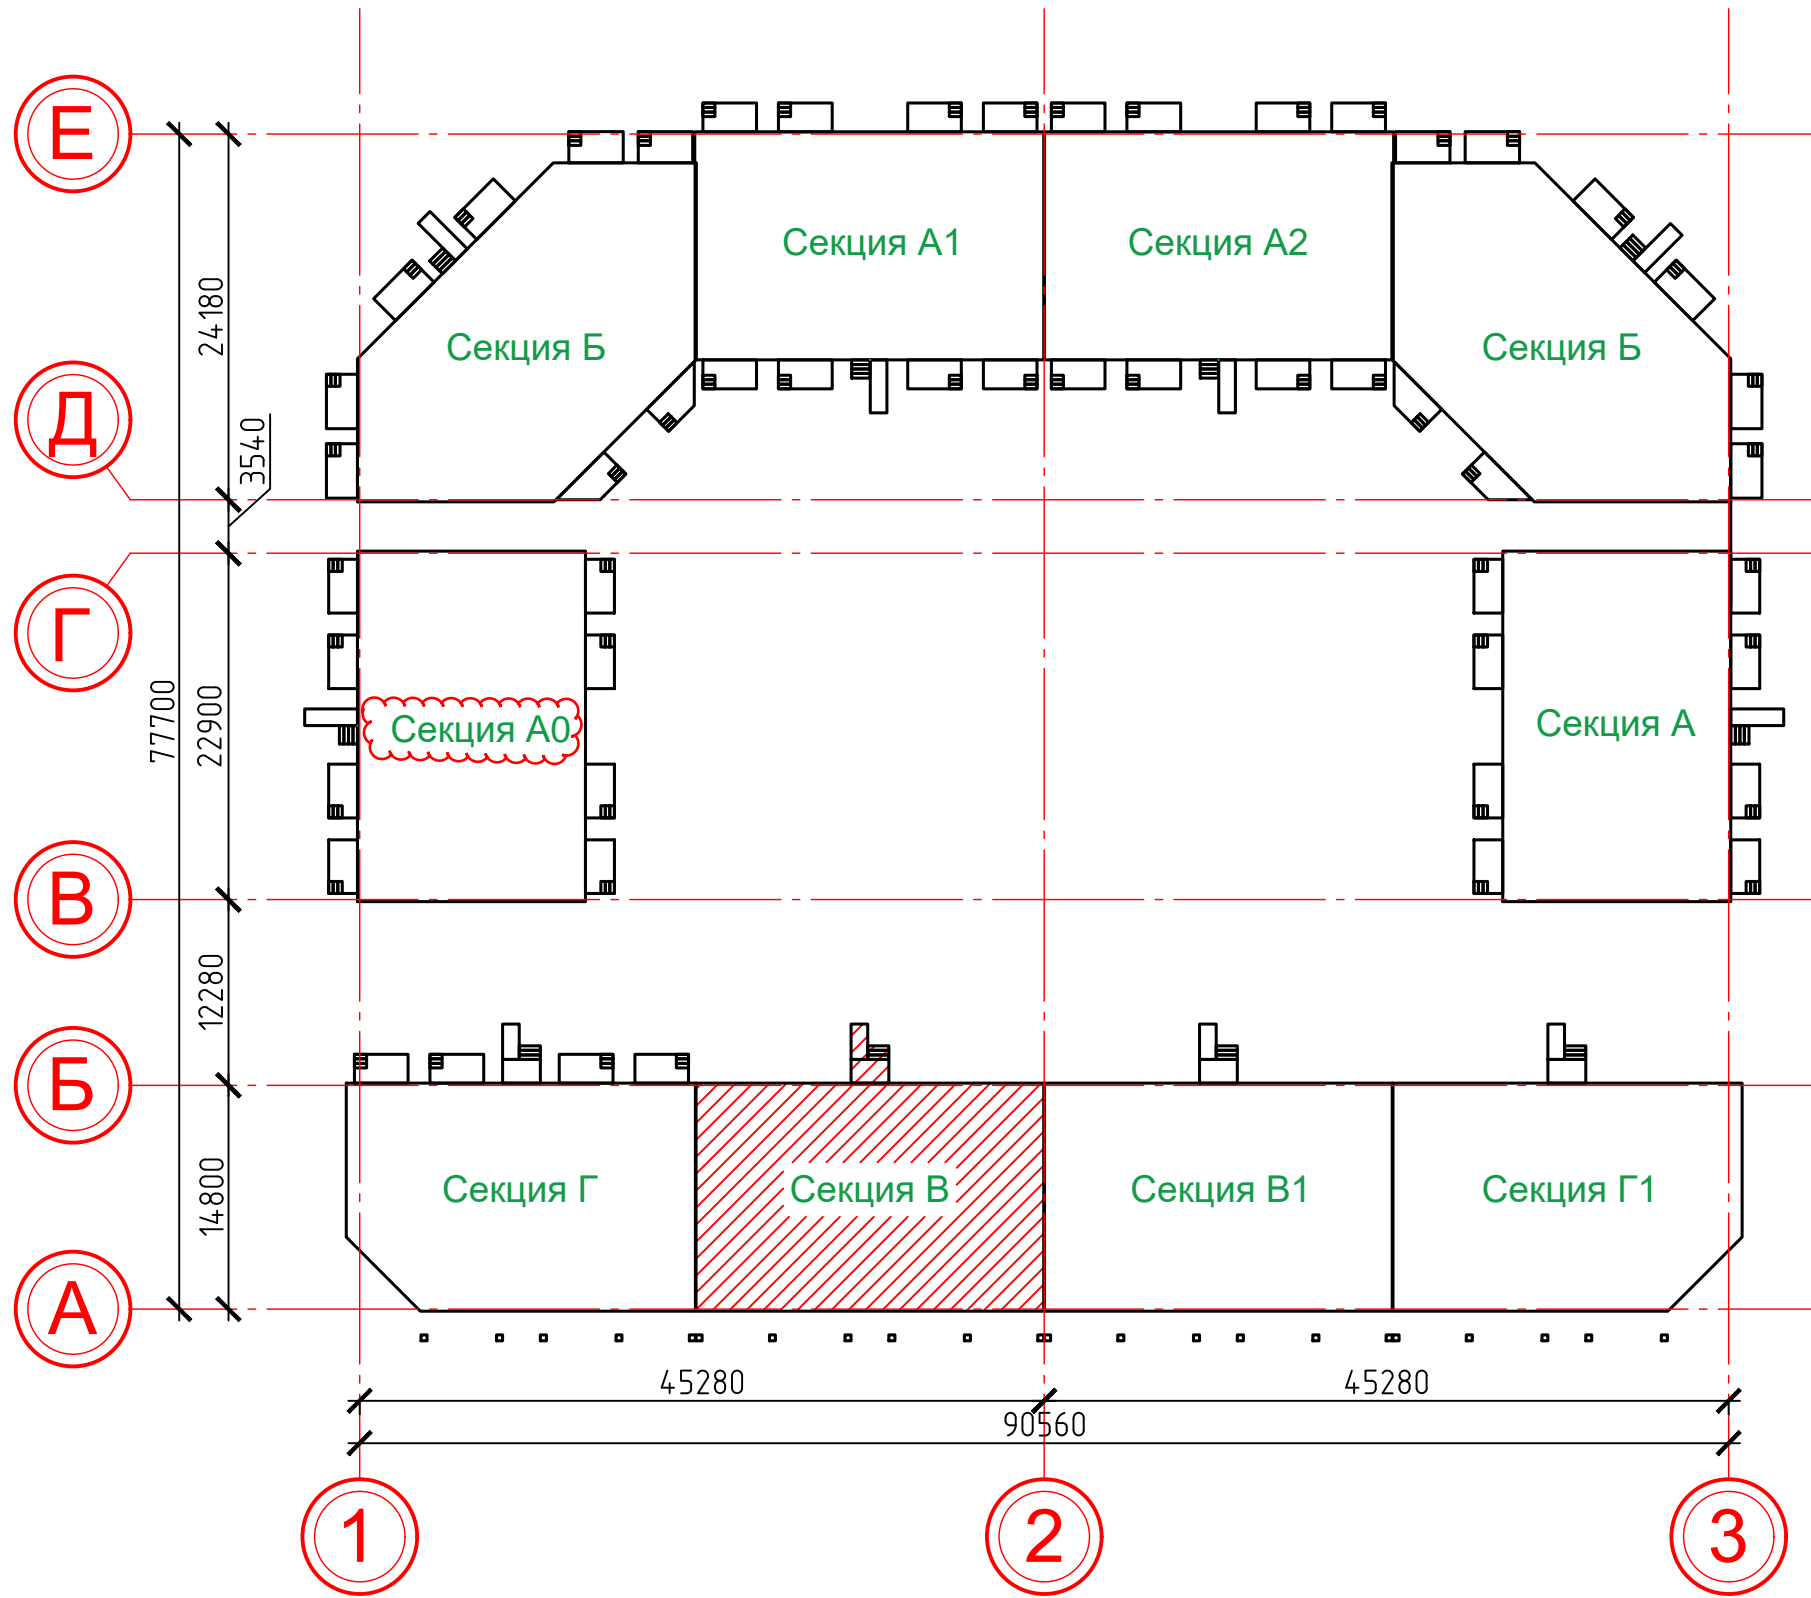 Е
Секция А1
Секция А2
24180
Секция Б
Секция Б
Д
3540
Г
77700
22900
Секция А0
Секция А
В
12280
Б
14800
Секция Г
Секция В
Секция В1
Секция Г1
А
45280
45280
90560
1
2
3